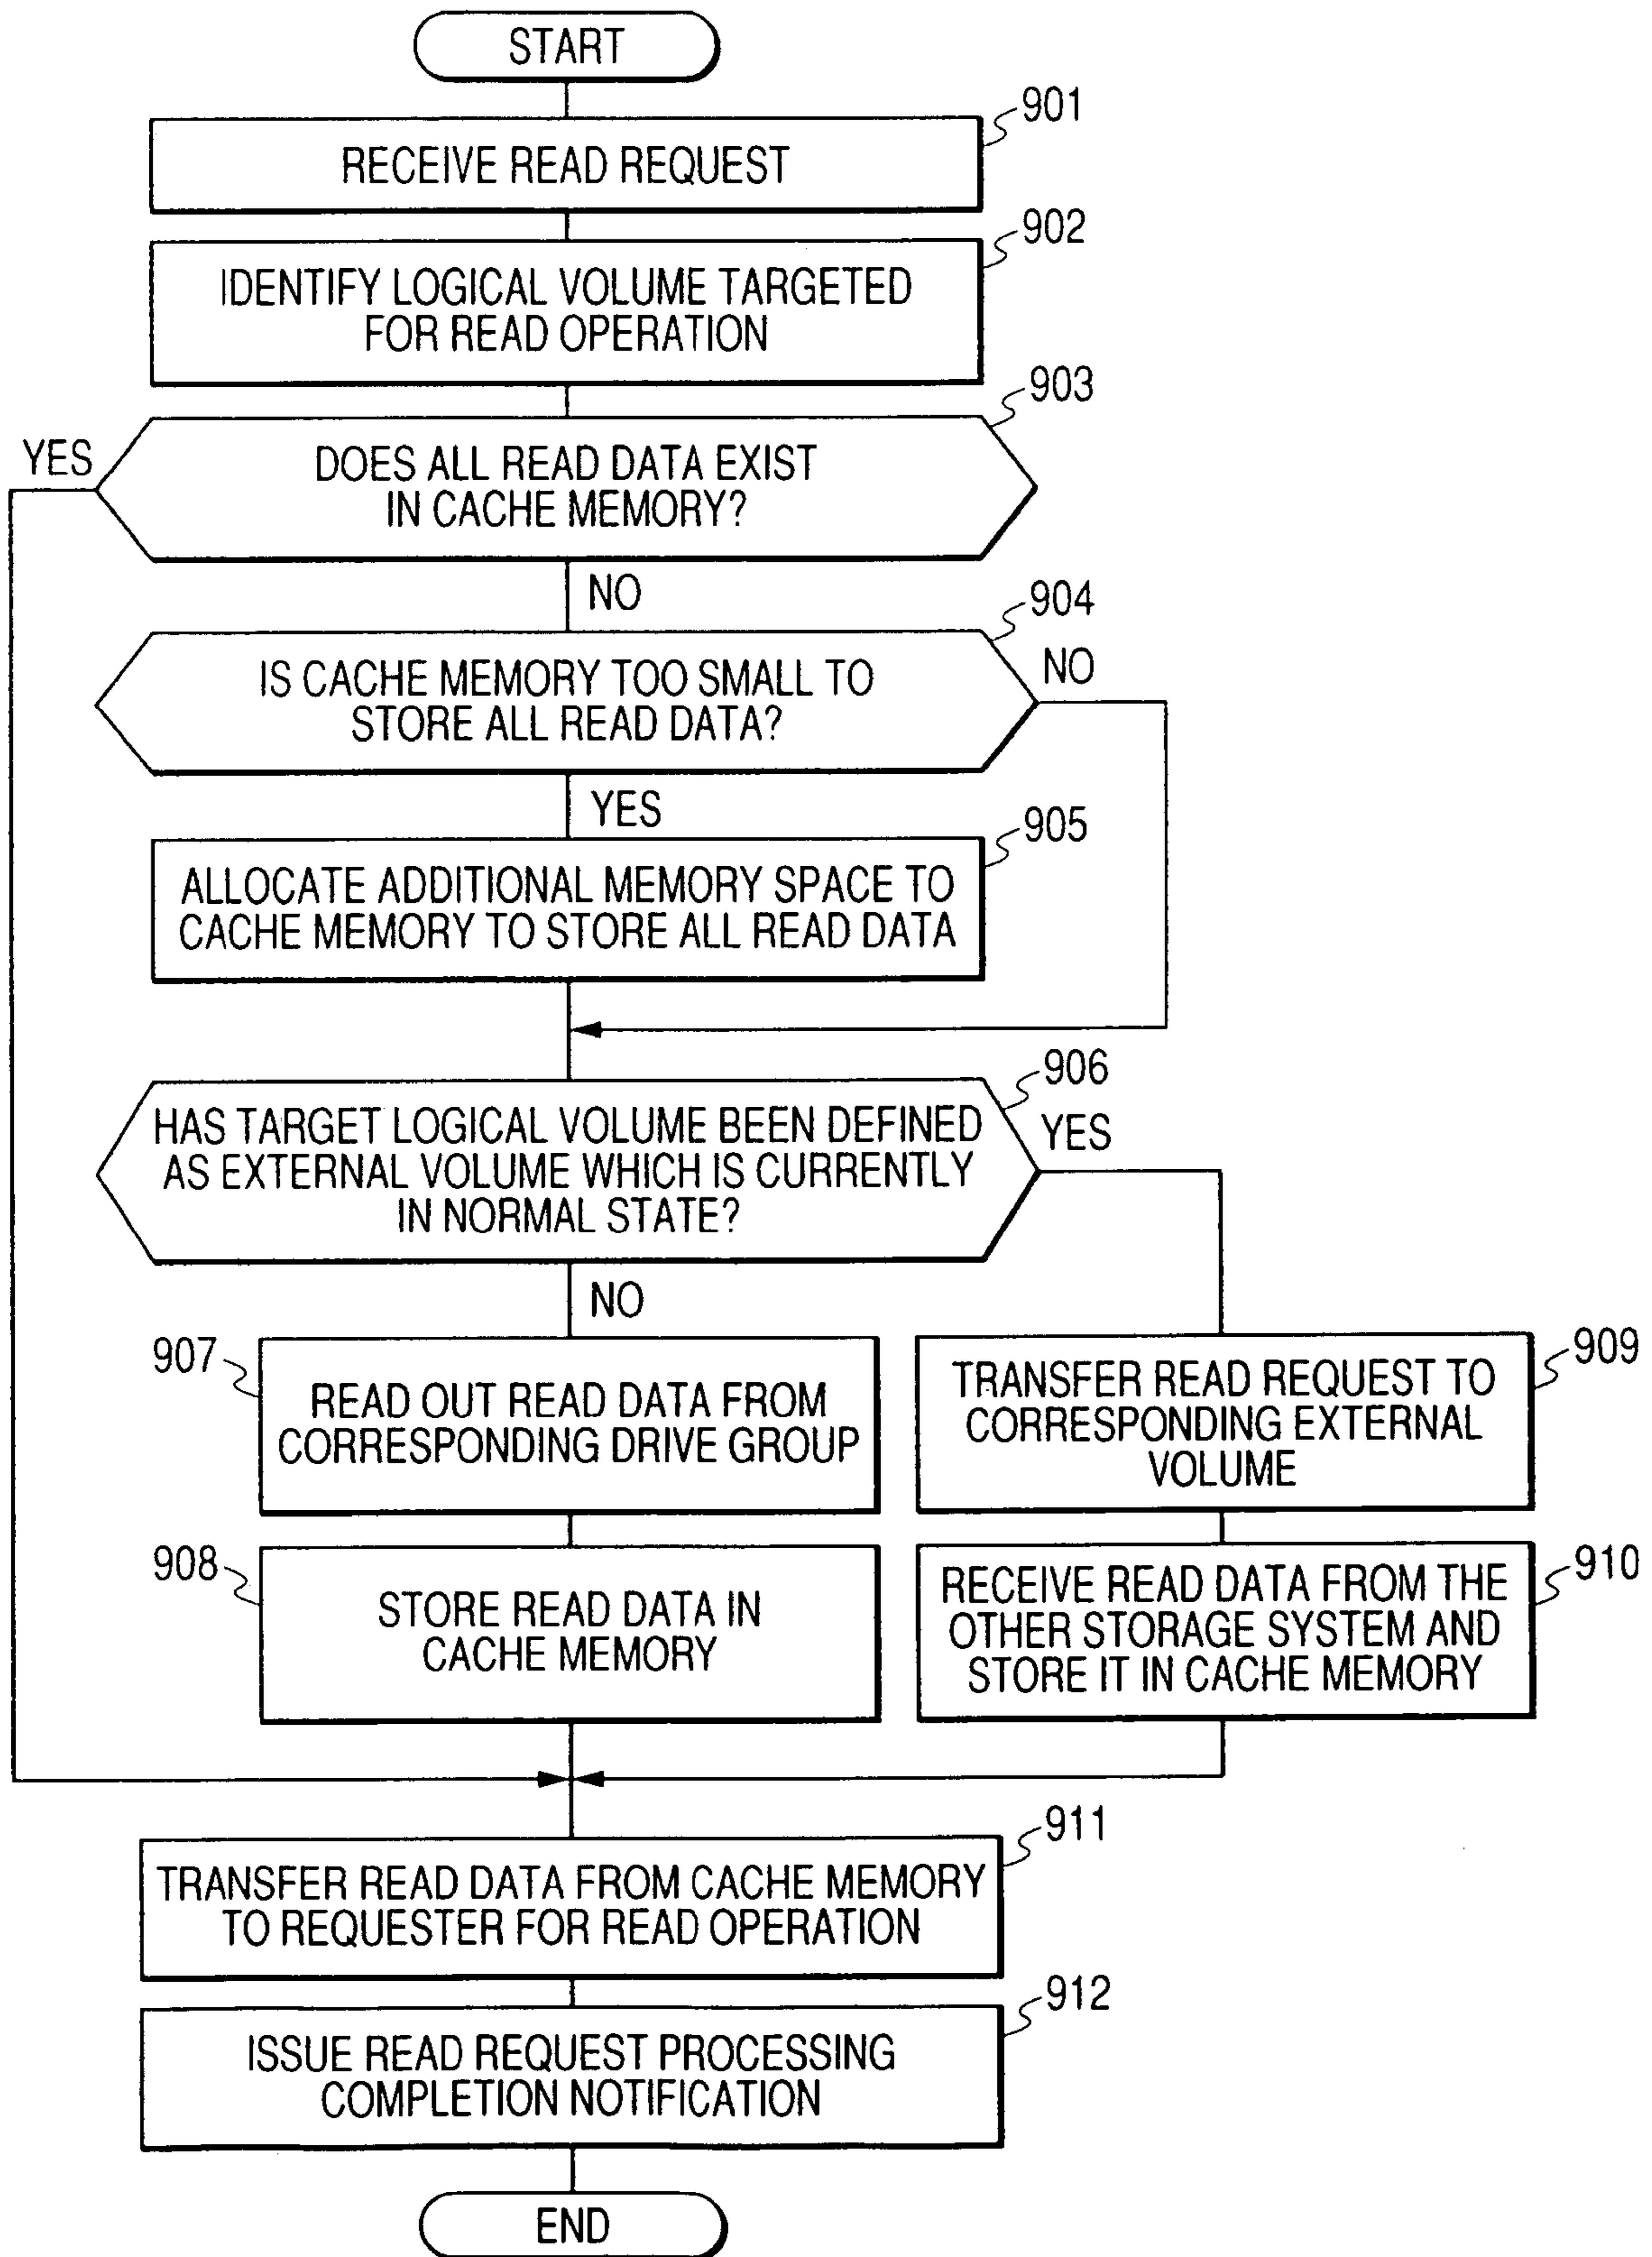 START
901
RECEIVE READ REQUEST
902
IDENTIFY LOGICAL VOLUME TARGETED
FOR READ OPERATION
903
YES
DOES ALL READ DATA EXIST
IN CACHE MEMORY?
NO
904
NO
IS CACHE MEMORY TOO SMALL TO
STORE ALL READ DATA?
YES
905
ALLOCATE ADDITIONAL MEMORY SPACE TO
CACHE MEMORY TO STORE ALL READ DATA
906
YES
HAS TARGET LOGICAL VOLUME BEEN DEFINED
AS EXTERNAL VOLUME WHICH IS CURRENTLY
IN NORMAL STATE?
NO
907
READ OUT READ DATA FROM
CORRESPONDING DRIVE GROUP
909
TRANSFER READ REQUEST TO
CORRESPONDING EXTERNAL
VOLUME
908
STORE READ DATA IN
CACHE MEMORY
910
RECEIVE READ DATA FROM THE
OTHER STORAGE SYSTEM AND
STORE IT IN CACHE MEMORY
911
TRANSFER READ DATA FROM CACHE MEMORY
TO REQUESTER FOR READ OPERATION
912
ISSUE READ REQUEST PROCESSING
COMPLETION NOTIFICATION
END